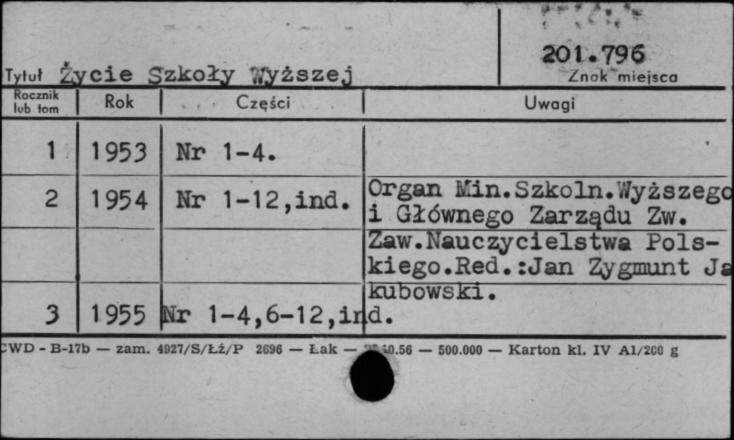 201.796
Tytuł Życie Szkoły Wyższej
Znak miejsca
Rocznik lub tom Rok Części Uwagi
1 1953 Nr 1-4.
2 1954 Nr 1-12,ind. Organ Min.Szkoln.Wyższego
i Głównego Zarządu Zw.
Zaw.Nauczycielstwa Pols-
kiego.Red.:Jan Zygmunt Ja
kubowski.
3 1955 Nr 1-4,6-12,ind.
CWD - B-17b — zam. 4927/S/Łź/P 2696 — Łak — .56 — 500.000 — Karton kl. IV A1/200 g